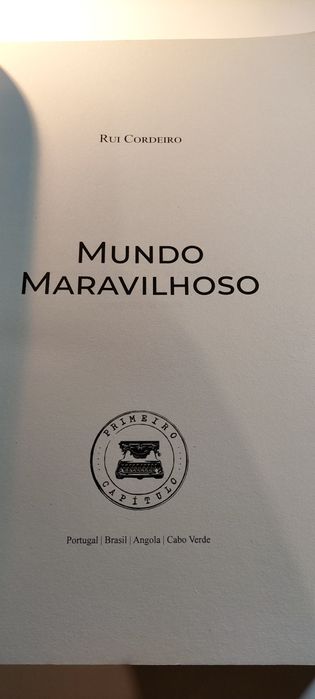 RUI CORDEIRO
MUNDO
MARAVILHOSO
PRIMEIRO
CAPÍTULO
Portugal | Brasil | Angola | Cabo Verde